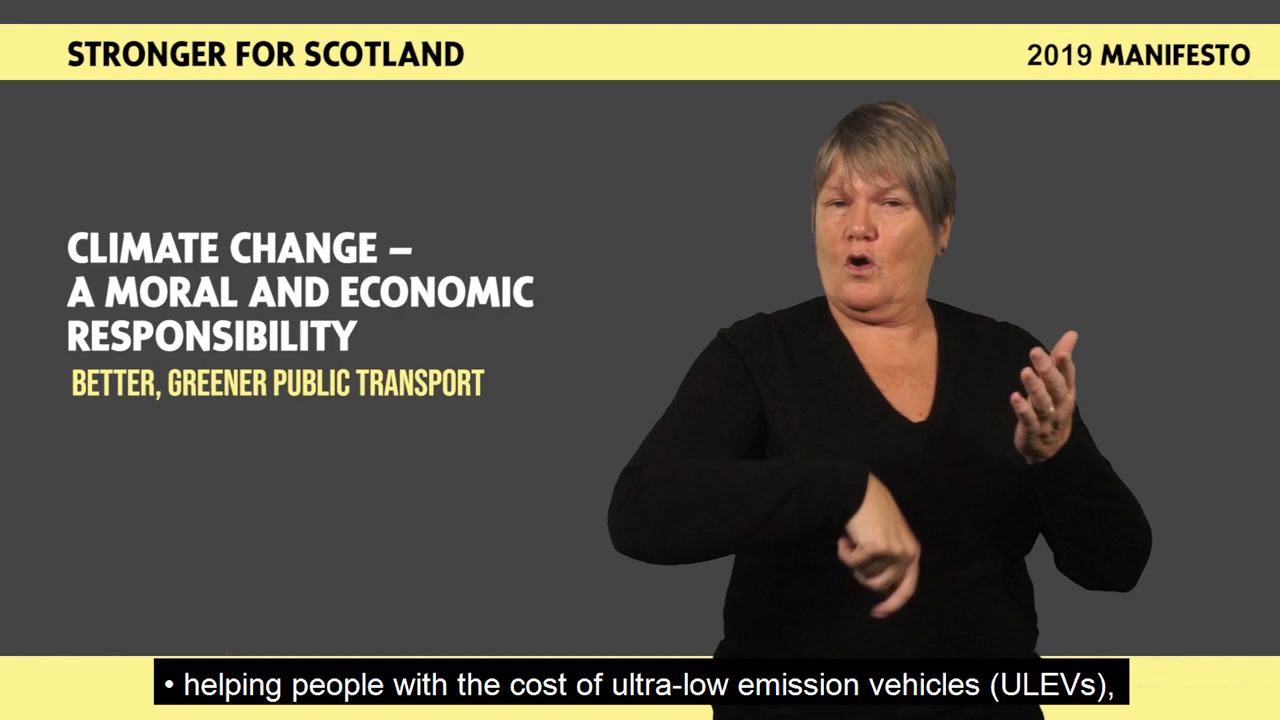 STRONGER FOR SCOTLAND
2019 MANIFESTO
CLIMATE CHANGE –
A MORAL AND ECONOMIC
RESPONSIBILITY
BETTER, GREENER PUBLIC TRANSPORT
• helping people with the cost of ultra-low emission vehicles (ULEVs),